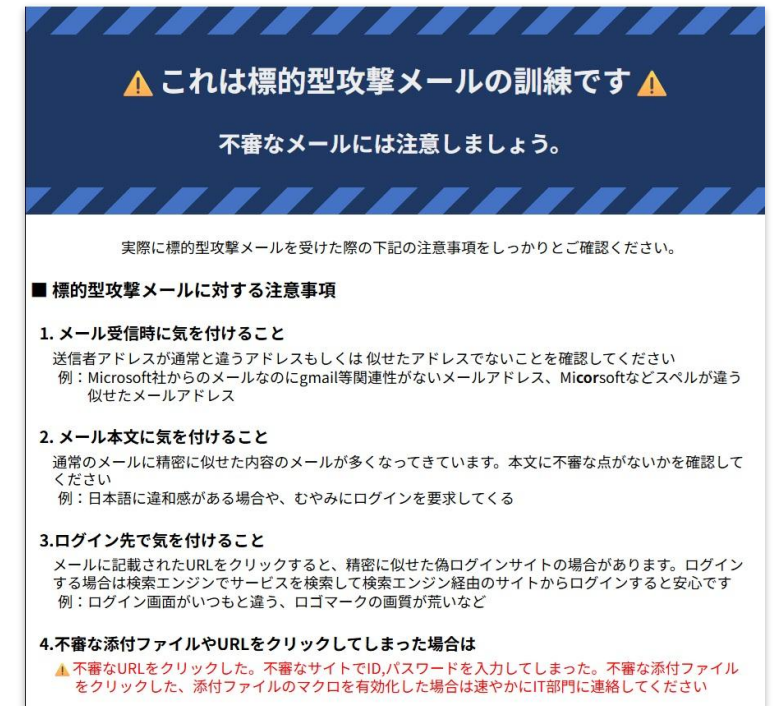 ⚠ これは標的型攻撃メールの訓練です ⚠
不審なメールには注意しましょう。
実際に標的型攻撃メールを受けた際の下記の注意事項をしっかりとご確認ください。
■ 標的型攻撃メールに対する注意事項
1. メール受信時に気を付けること
送信者アドレスが通常と違うアドレスもしくは 似せたアドレスでないことを確認してください
例：Microsoft社からのメールなのにgmail等関連性がないメールアドレス、Micorsoftなどスペルが違う
似せたメールアドレス
2. メール本文に気を付けること
通常のメールに精密に似せた内容のメールが多くなってきています。本文に不審な点がないかを確認して
ください
例：日本語に違和感がある場合や、むやみにログインを要求してくる
3.ログイン先で気を付けること
メールに記載されたURLをクリックすると、精密に似せた偽ログインサイトの場合があります。ログイン
する場合は検索エンジンでサービスを検索して検索エンジン経由のサイトからログインすると安心です
例：ログイン画面がいつもと違う、ロゴマークの画質が荒いなど
4.不審な添付ファイルやURLをクリックしてしまった場合は
⚠ 不審なURLをクリックした。不審なサイトでID,パスワードを入力してしまった。不審な添付ファイル
をクリックした、添付ファイルのマクロを有効化した場合は速やかにIT部門に連絡してください